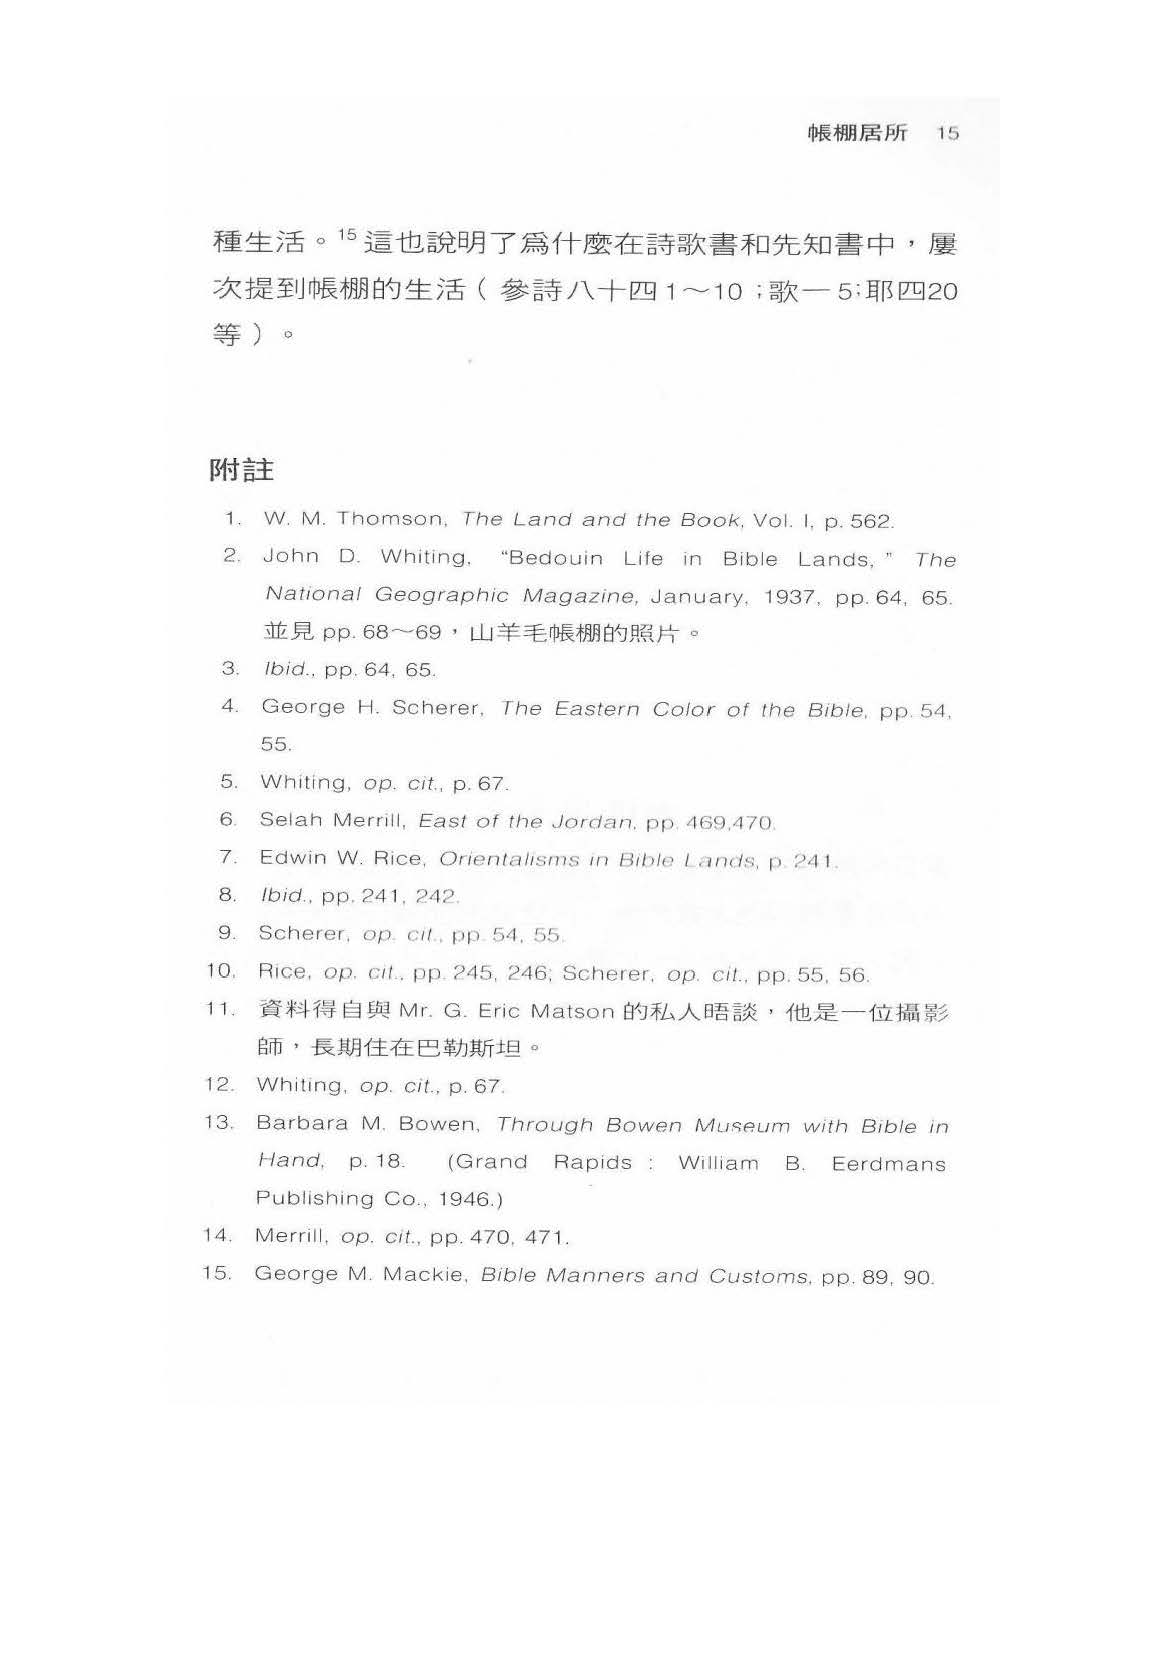 帳棚居所 15
種生活。15 這也說明了爲什麼在詩歌書和先知書中,屢
次提到帳棚的生活(參詩八十四1～10;歌一5;耶四20
等)。
附註
1. W. M. Thomson, The Land and the Book, Vol. I, p. 562.
2. John D. Whiting, “Bedouin Life in Bible Lands,” The
National Geographic Magazine, January, 1937, pp. 64, 65.
並見 pp. 68～69,山羊毛帳棚的照片。
3. Ibid., pp. 64, 65.
4. George H. Scherer, The Eastern Color of the Bible, pp. 54,
55.
5. Whiting, op. cit., p. 67.
6. Selah Merrill, East of the Jordan, pp. 469,470.
7. Edwin W. Rice, Orientalisms in Bible Lands, p. 241.
8. Ibid., pp. 241, 242.
9. Scherer, op. cit., pp. 54, 55.
10. Rice, op. cit., pp. 245, 246; Scherer, op. cit., pp. 55, 56.
11. 資料得自與 Mr. G. Eric Matson 的私人晤談,他是一位攝影
師,長期住在巴勒斯坦。
12. Whiting, op. cit., p. 67.
13. Barbara M. Bowen, Through Bowen Museum with Bible in
Hand, p. 18. (Grand Rapids : William B. Eerdmans
Publishing Co., 1946.)
14. Merrill, op. cit., pp. 470, 471.
15. George M. Mackie, Bible Manners and Customs, pp. 89, 90.